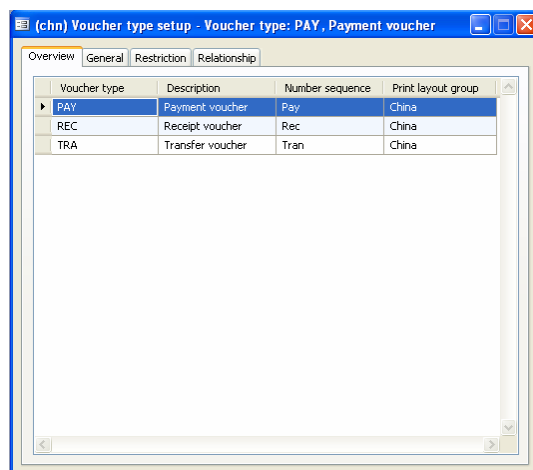 (chn) Voucher type setup - Voucher type: PAY, Payment voucher
Overview General Restriction Relationship
Voucher type Description Number sequence Print layout group
PAY Payment voucher Pay China
REC Receipt voucher Rec China
TRA Transfer voucher Tran China